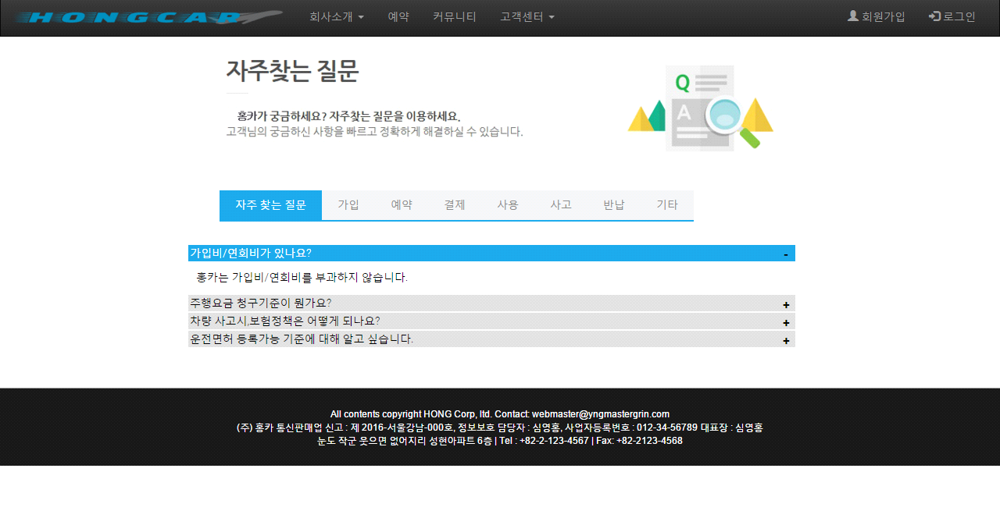 HONGCAR 회사소개 예약 커뮤니티 고객센터 회원가입 로그인
자주찾는 질문
홍카가 궁금하세요? 자주찾는 질문을 이용하세요.
고객님의 궁금하신 사항을 빠르고 정확하게 해결하실 수 있습니다.
Q
A
자주 찾는 질문 가입 예약 결제 사용 사고 반납 기타
가입비/연회비가 있나요? -
홍카는 가입비/연회비를 부과하지 않습니다.
주행요금 청구기준이 뭔가요? +
차량 사고시,보험정책은 어떻게 되나요? +
운전면허 등록가능 기준에 대해 알고 싶습니다. +
All contents copyright HONG Corp, ltd. Contact: webmaster@yngmastergrin.com
(주) 홍카 통신판매업 신고 : 제 2016-서울강남-000호, 정보보호 담당자 : 심영홍, 사업자등록번호 : 012-34-56789 대표장 : 심영홍
눈도 작군 웃으면 없어지리 성현아파트 6층 | Tel : +82-2-123-4567 | Fax: +82-2123-4568